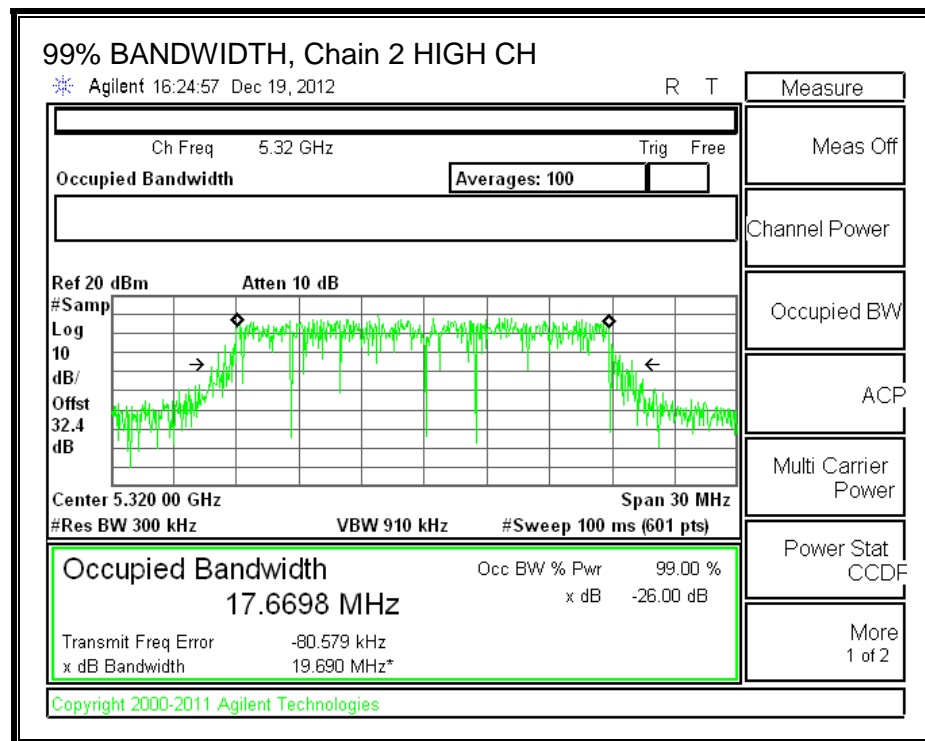 99% BANDWIDTH, Chain 2 HIGH CH
Agilent 16:24:57 Dec 19, 2012 R T
Measure
Ch Freq 5.32 GHz Trig Free
Occupied Bandwidth Averages: 100
Ref 20 dBm Atten 10 dB
#Samp
Log
10
dB/
Offst
32.4
dB
Center 5.320 00 GHz Span 30 MHz
#Res BW 300 kHz VBW 910 kHz #Sweep 100 ms (601 pts)
Occupied Bandwidth
17.6698 MHz
Occ BW % Pwr 99.00 %
x dB -26.00 dB
Transmit Freq Error -80.579 kHz
x dB Bandwidth 19.690 MHz*
Copyright 2000-2011 Agilent Technologies
Meas Off
Channel Power
Occupied BW
ACP
Multi Carrier
Power
Power Stat
CCDF
More
1 of 2